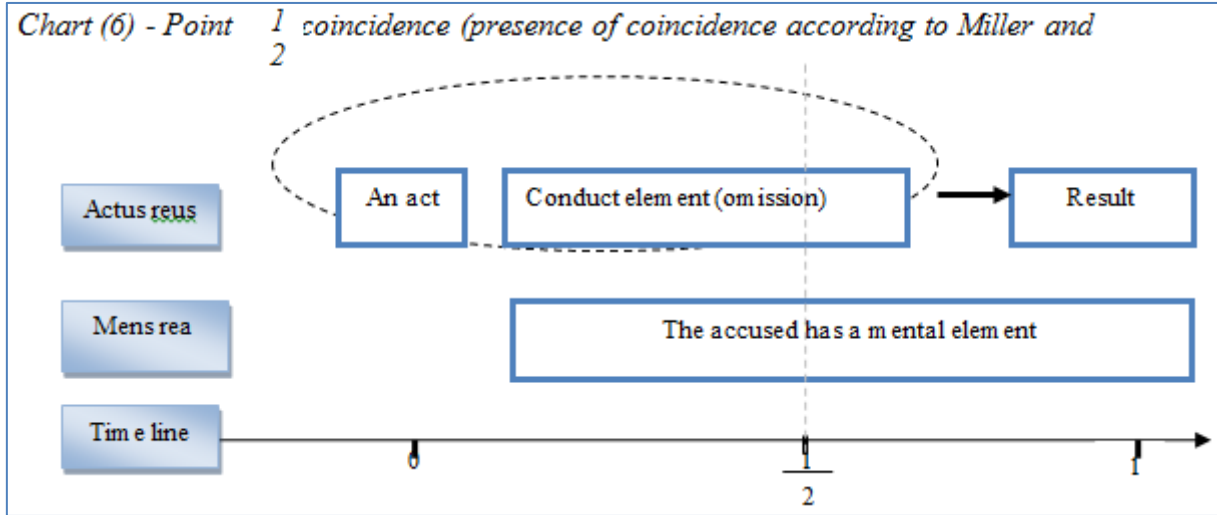 Chart (6) - Point 1/2 coincidence (presence of coincidence according to Miller and
An act
Conduct element (omission)
Result
Actus reus
Mens rea
The accused has a mental element
Time line
0
1
2
1